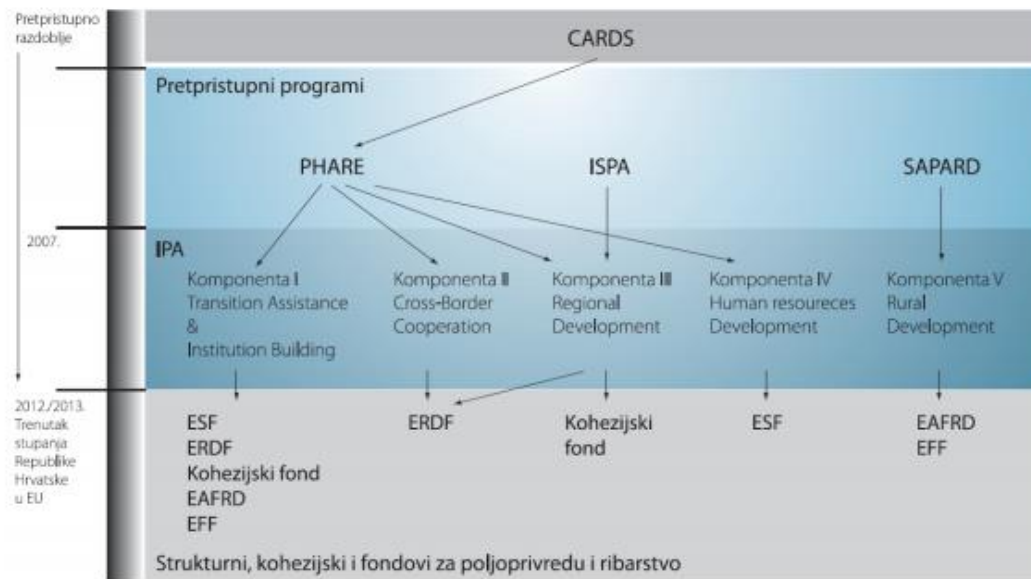 Pretpristupno
razdoblje
CARDS
Pretpristupni programi
PHARE
ISPA
SAPARD
2007.
IPA
Komponenta I
Transition Assistance
&
Institution Building
Komponenta II
Cross-Border
Cooperation
Komponenta III
Regional
Development
Komponenta IV
Human resoureces
Development
Komponenta V
Rural
Development
2012./2013.
Trenutak
stupanja
Republike
Hrvatske
u EU
ESF
ERDF
Kohezijski fond
EAFRD
EFF
ERDF
Kohezijski
fond
ESF
EAFRD
EFF
Strukturni, kohezijski i fondovi za poljoprivredu i ribarstvo